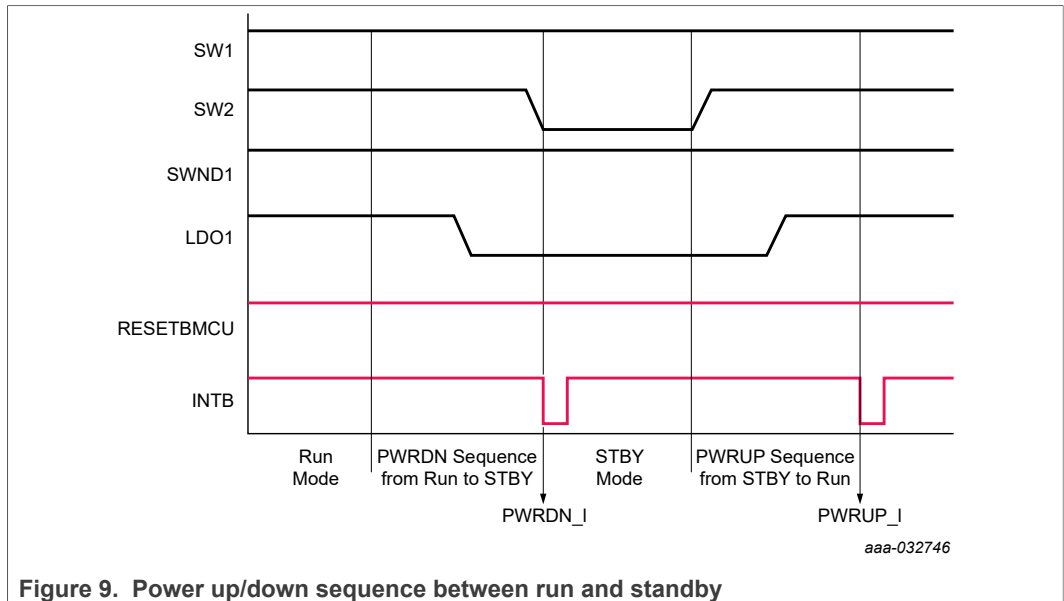 SW1
SW2
SWND1
LDO1
RESETBMCU
INTB
Run
Mode
PWRDN Sequence
from Run to STBY
STBY
Mode
PWRUP Sequence
from STBY to Run
PWRDN_I
PWRUP_I
aaa-032746
Figure 9. Power up/down sequence between run and standby